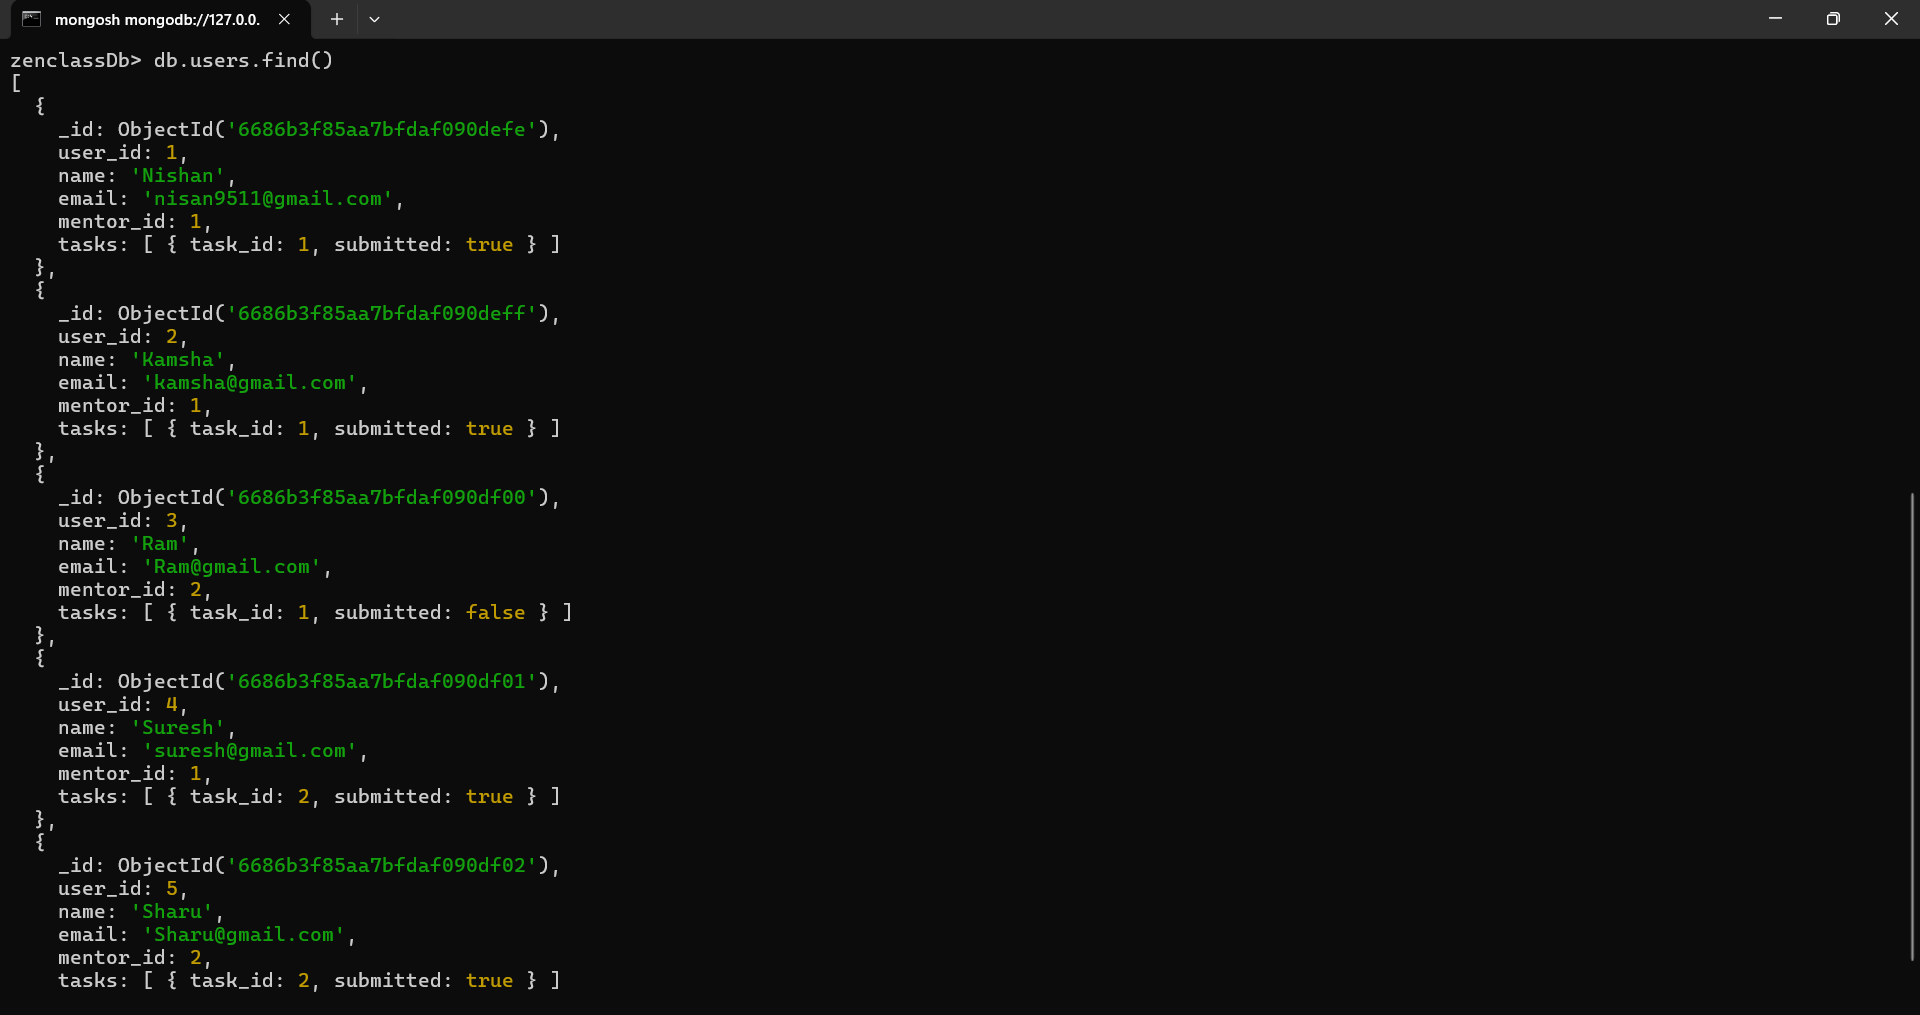 mongosh mongodb://127.0.0.
zenclassDb> db.users.find()
[
  {
    _id: ObjectId('6686b3f85aa7bfdaf090defe'),
    user_id: 1,
    name: 'Nishan',
    email: 'nisan9511@gmail.com',
    mentor_id: 1,
    tasks: [ { task_id: 1, submitted: true } ]
  },
  {
    _id: ObjectId('6686b3f85aa7bfdaf090deff'),
    user_id: 2,
    name: 'Kamsha',
    email: 'kamsha@gmail.com',
    mentor_id: 1,
    tasks: [ { task_id: 1, submitted: true } ]
  },
  {
    _id: ObjectId('6686b3f85aa7bfdaf090df00'),
    user_id: 3,
    name: 'Ram',
    email: 'Ram@gmail.com',
    mentor_id: 2,
    tasks: [ { task_id: 1, submitted: false } ]
  },
  {
    _id: ObjectId('6686b3f85aa7bfdaf090df01'),
    user_id: 4,
    name: 'Suresh',
    email: 'suresh@gmail.com',
    mentor_id: 1,
    tasks: [ { task_id: 2, submitted: true } ]
  },
  {
    _id: ObjectId('6686b3f85aa7bfdaf090df02'),
    user_id: 5,
    name: 'Sharu',
    email: 'Sharu@gmail.com',
    mentor_id: 2,
    tasks: [ { task_id: 2, submitted: true } ]